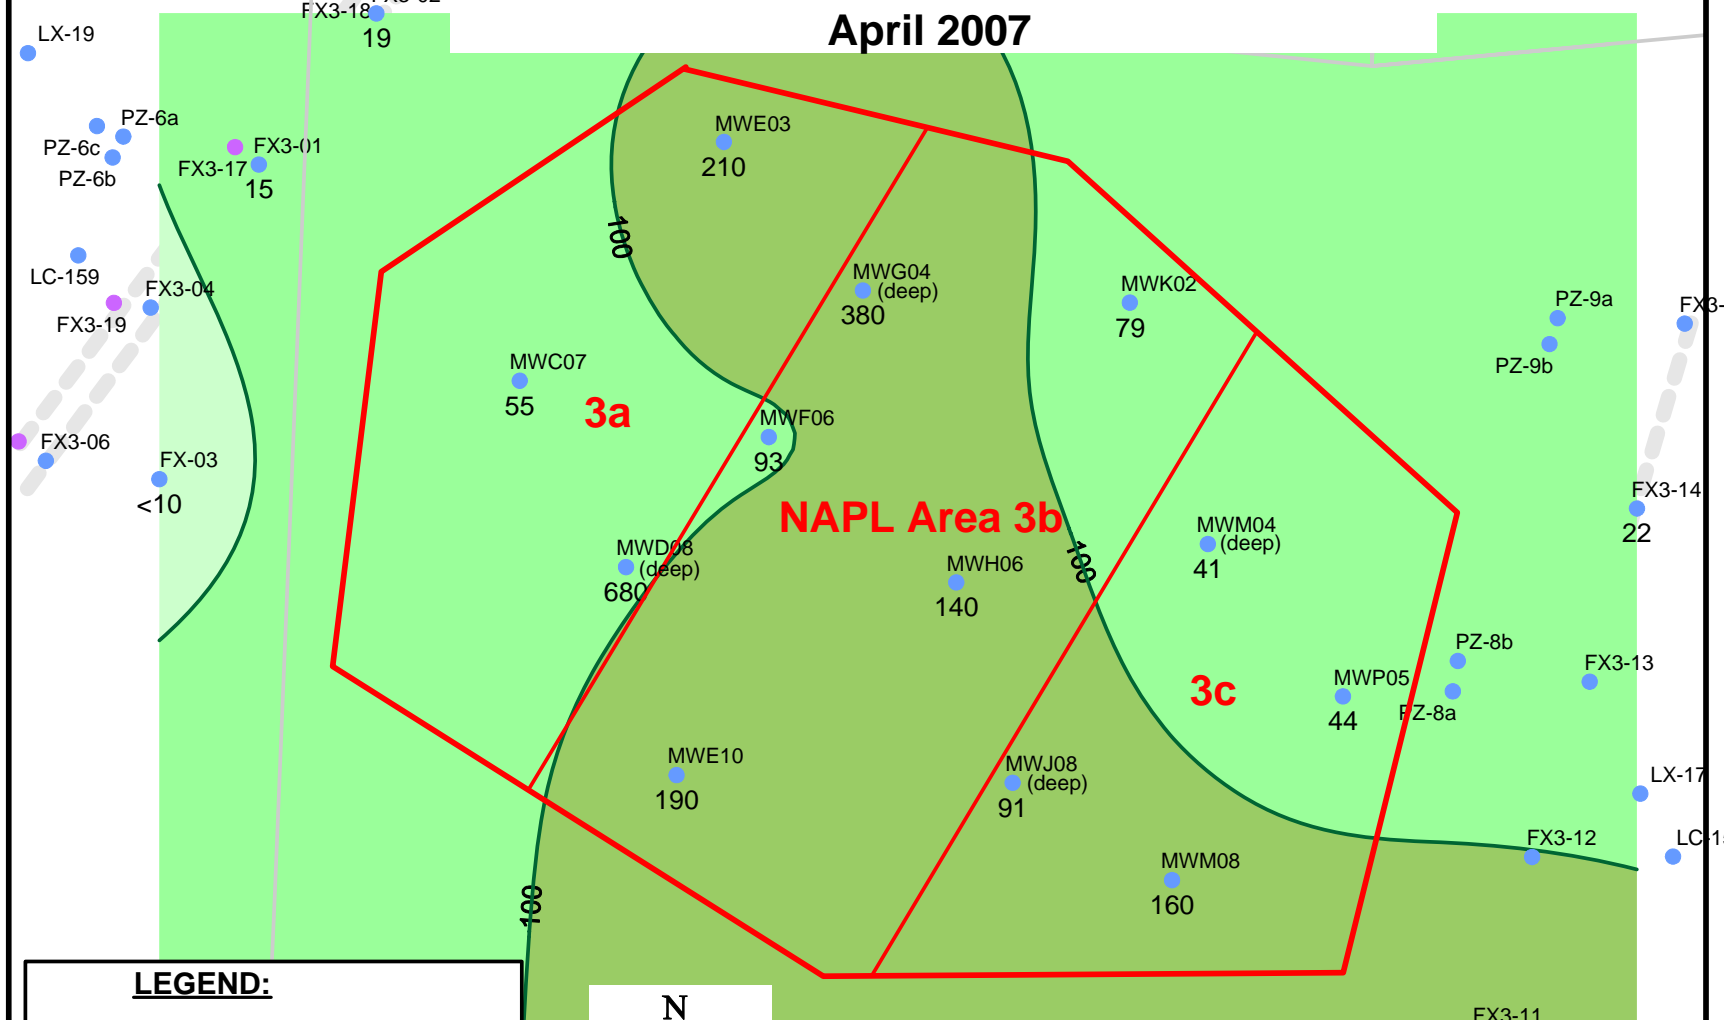 FX3-18
19
April 2007
LX-19
PZ-6a
PZ-6c
PZ-6b
FX3-01
FX3-17
15
MWE03
210
100
LC-159
FX3-04
FX3-19
MWG04
(deep)
380
MWK02
79
PZ-9a
PZ-9b
FX3-
MWC07
55
3a
MWF06
93
FX3-06
FX-03
<10
NAPL Area 3b
FX3-14
22
MWD08
(deep)
680
MWH06
140
100
MWM04
(deep)
41
3c
PZ-8b
PZ-8a
FX3-13
MWP05
44
MWE10
190
MWJ08
(deep)
91
LX-17
FX3-12
LC-15
MWM08
160
100
LEGEND:
N
FX3-11